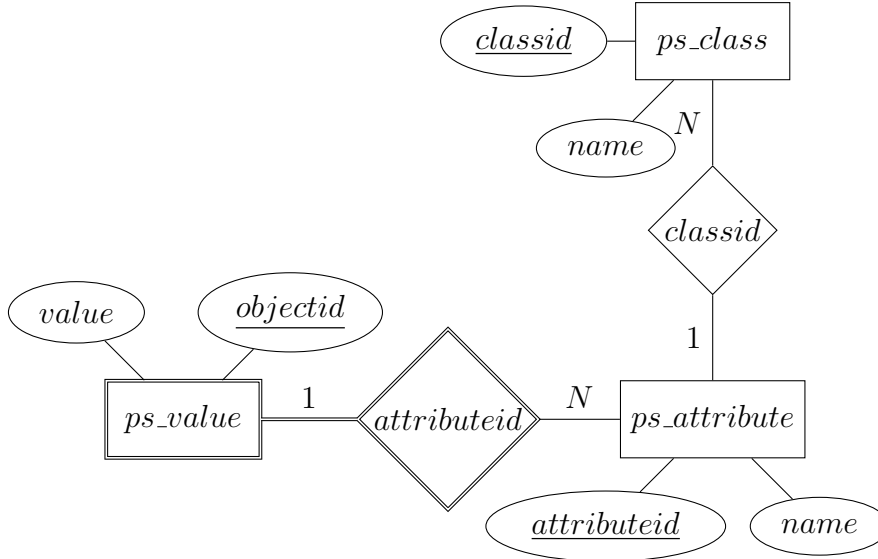 classid
ps_class
name
N
classid
value
objectid
1
ps_value
1
attributeid
N
ps_attribute
attributeid
name